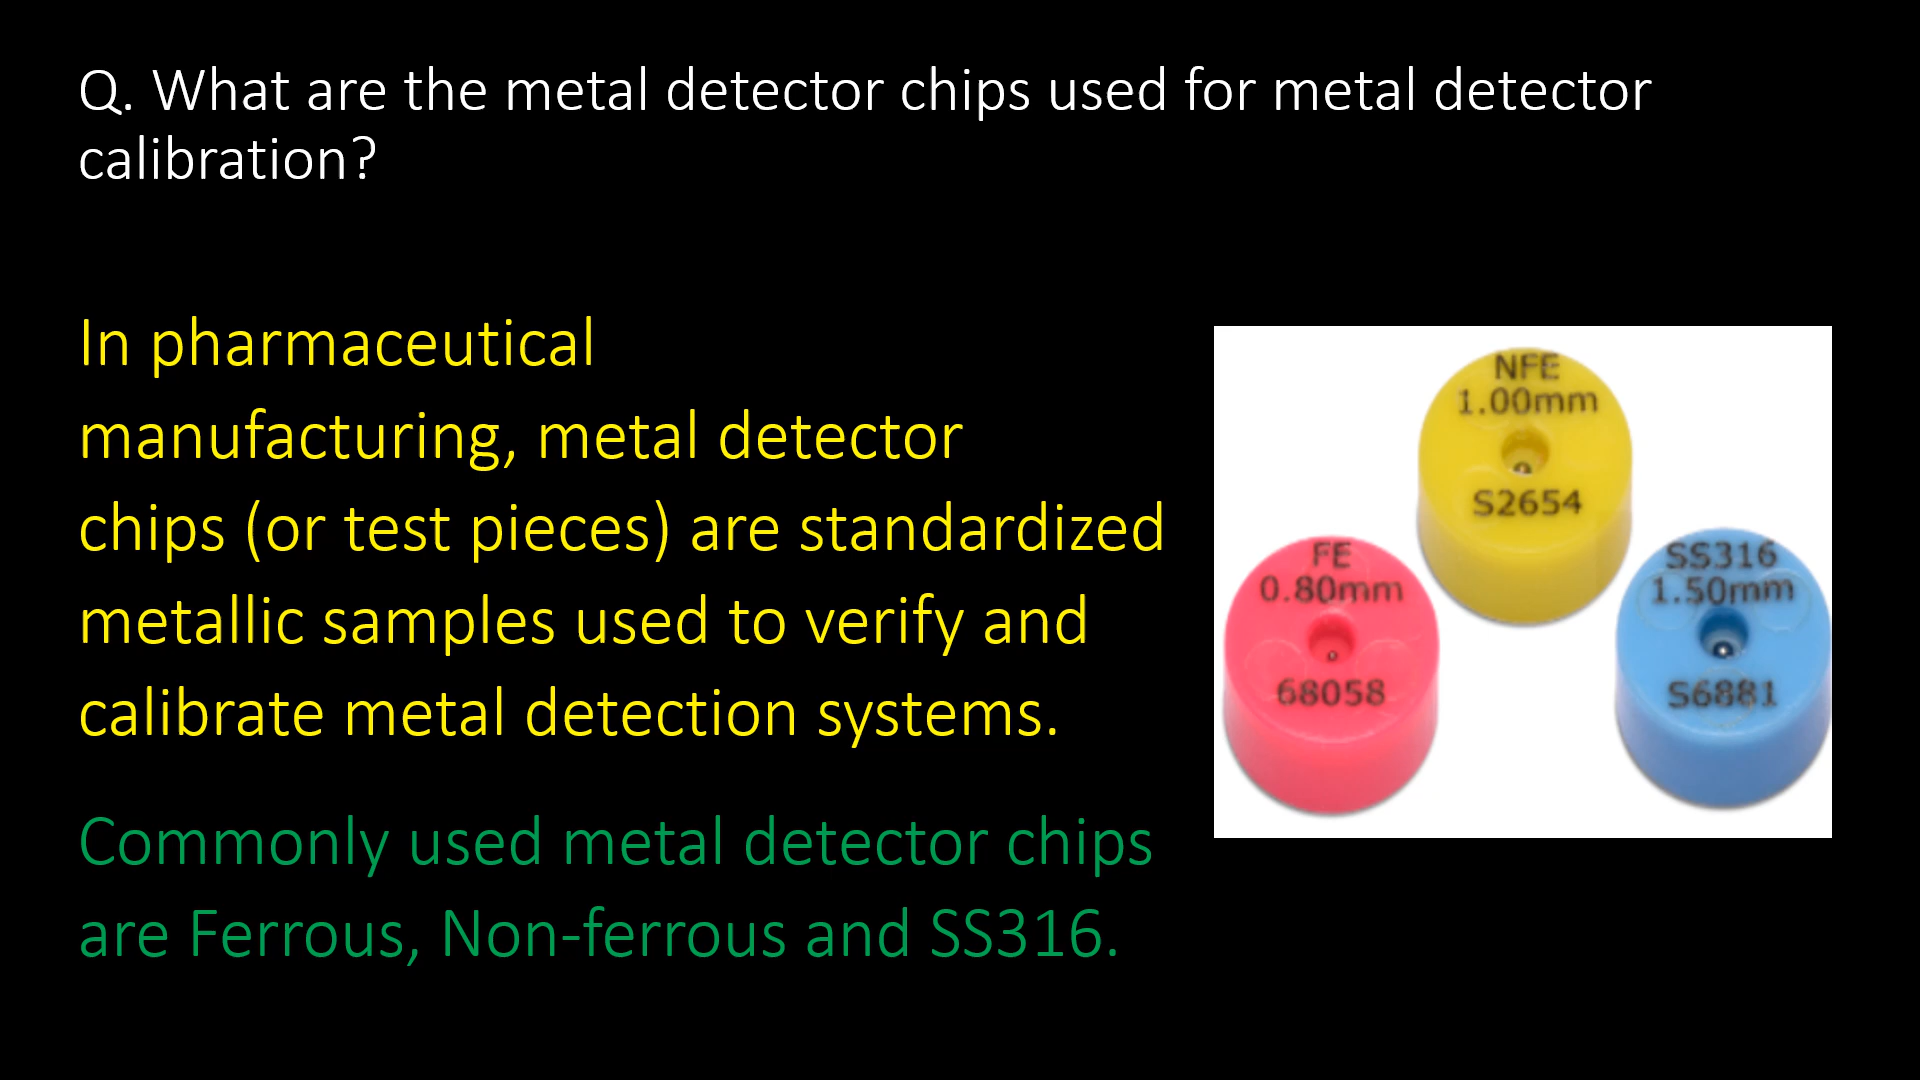 Q. What are the metal detector chips used for metal detector
calibration?
In pharmaceutical
manufacturing, metal detector
chips (or test pieces) are standardized
metallic samples used to verify and
calibrate metal detection systems.
Commonly used metal detector chips
are Ferrous, Non-ferrous and SS316.
NFE
1.00mm
S2654
FE
0.80mm
68058
SS316
1.50mm
S6881